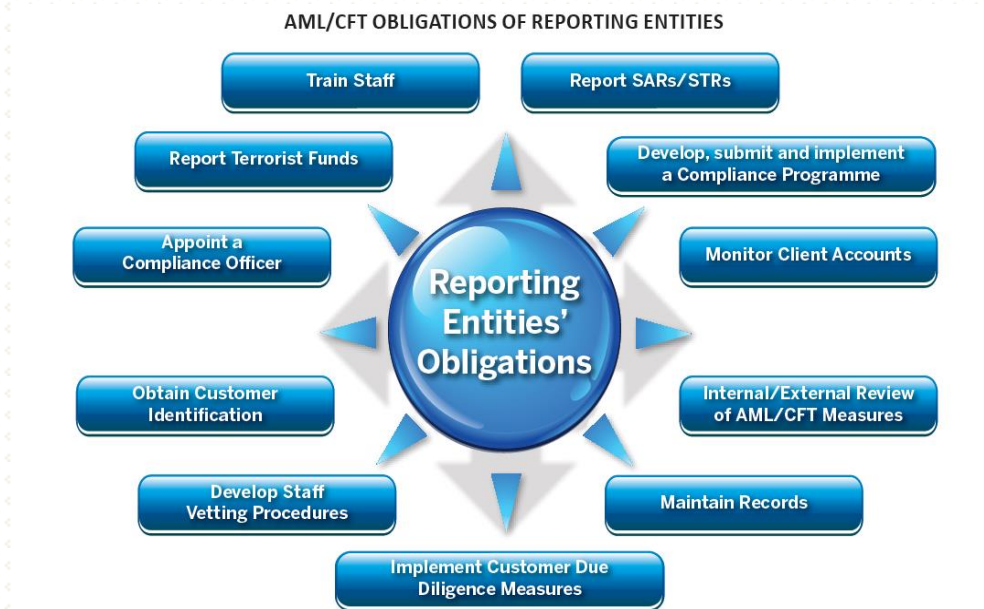 AML/CFT OBLIGATIONS OF REPORTING ENTITIES
Train Staff
Report SARs/STRs
Report Terrorist Funds
Develop, submit and implement
a Compliance Programme
Appoint a
Compliance Officer
Monitor Client Accounts
Reporting
Entities’
Obligations
Obtain Customer
Identification
Internal/External Review
of AML/CFT Measures
Develop Staff
Vetting Procedures
Maintain Records
Implement Customer Due
Diligence Measures